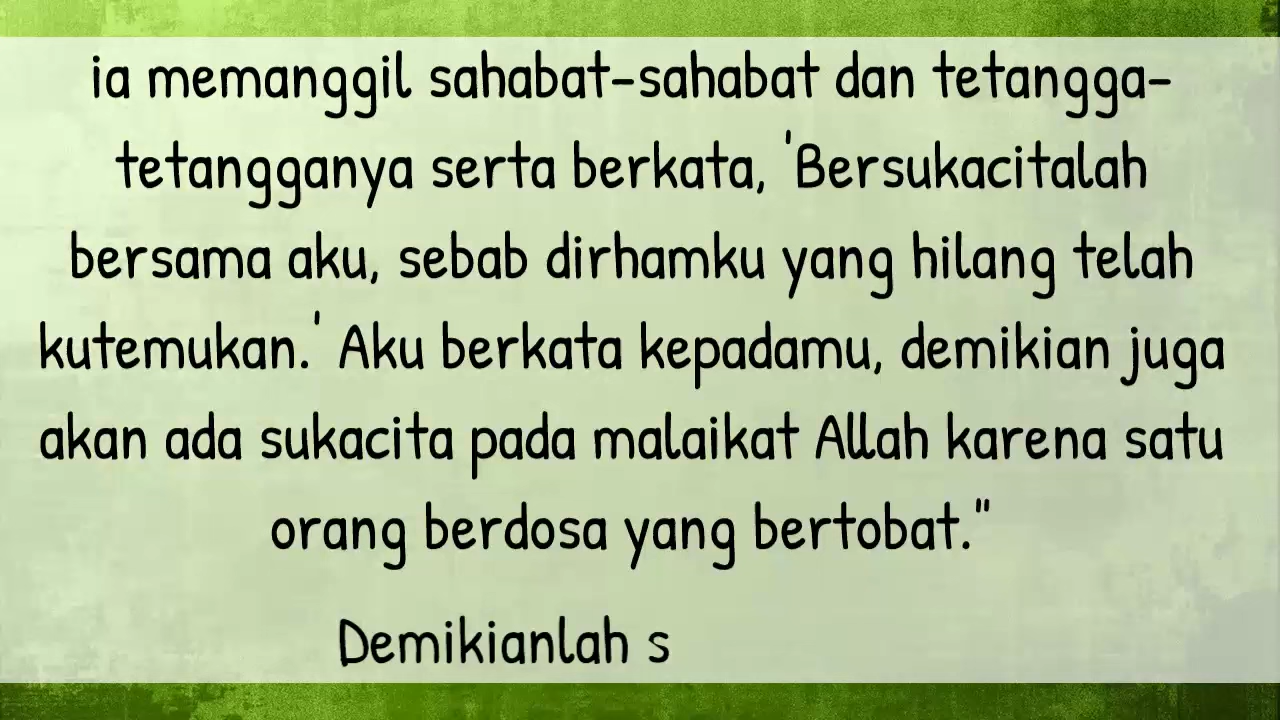 ia memanggil sahabat-sahabat dan tetangga-
tetangganya serta berkata, 'Bersukacitalah
bersama aku, sebab dirhamku yang hilang telah
kutemukan.' Aku berkata kepadamu, demikian juga
akan ada sukacita pada malaikat Allah karena satu
orang berdosa yang bertobat."
Demikianlah s